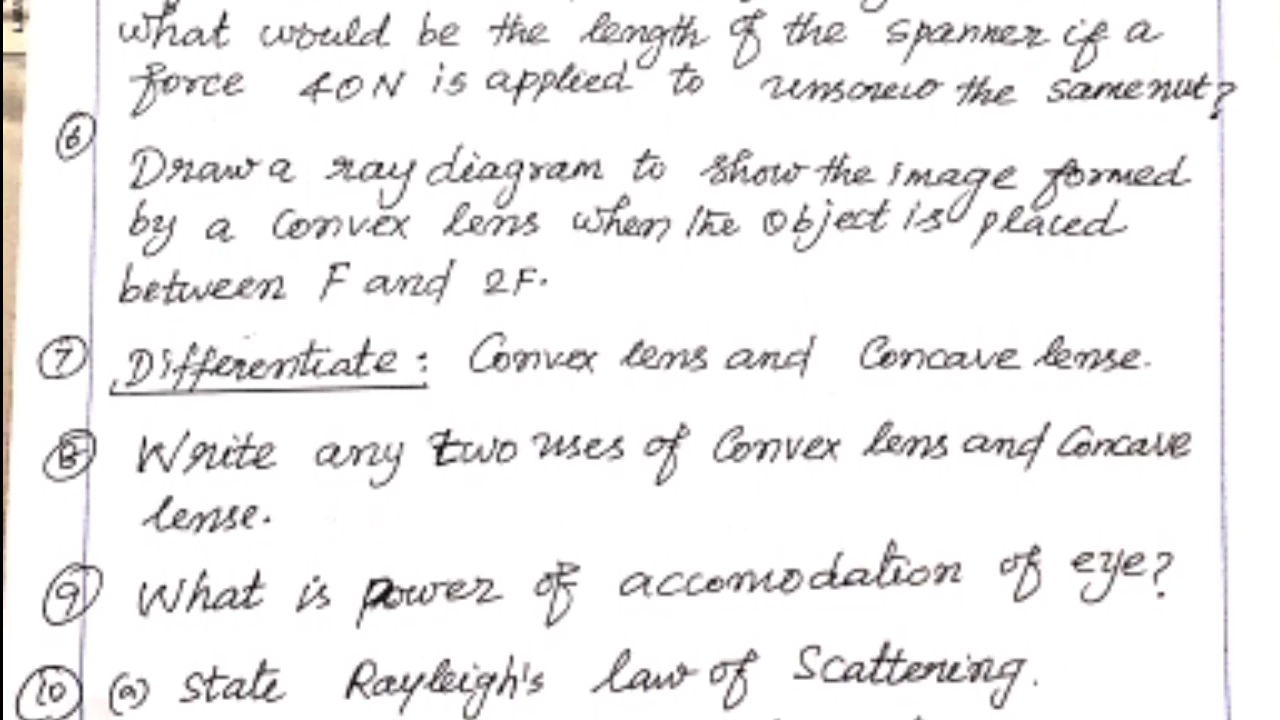 what would be the length of the spanner if a
force 40N is applied to unscrew the same nut?
6
Draw a ray diagram to show the image formed
by a convex lens when the object is placed
between F and 2F.
7 Differentiate: Convex lens and Concave lense.
8 Write any two uses of Convex lens and Concave
lense.
9 What is power of accomodation of eye?
10 (a) State Rayleigh's law of Scattering.